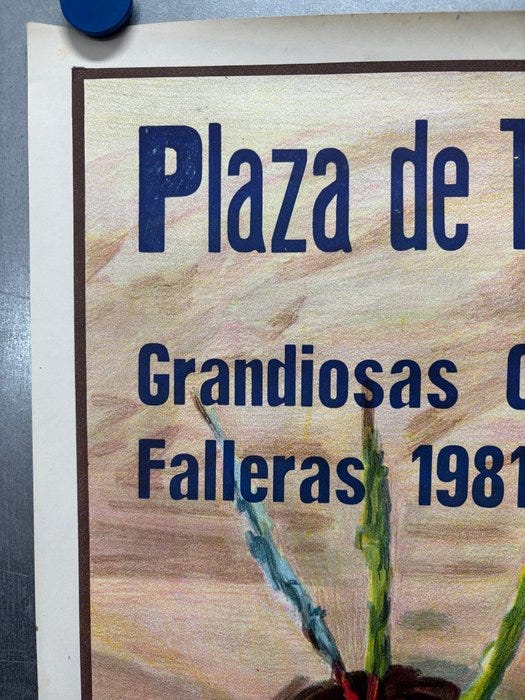 Plaza de
Grandiosas
Falleras 1981